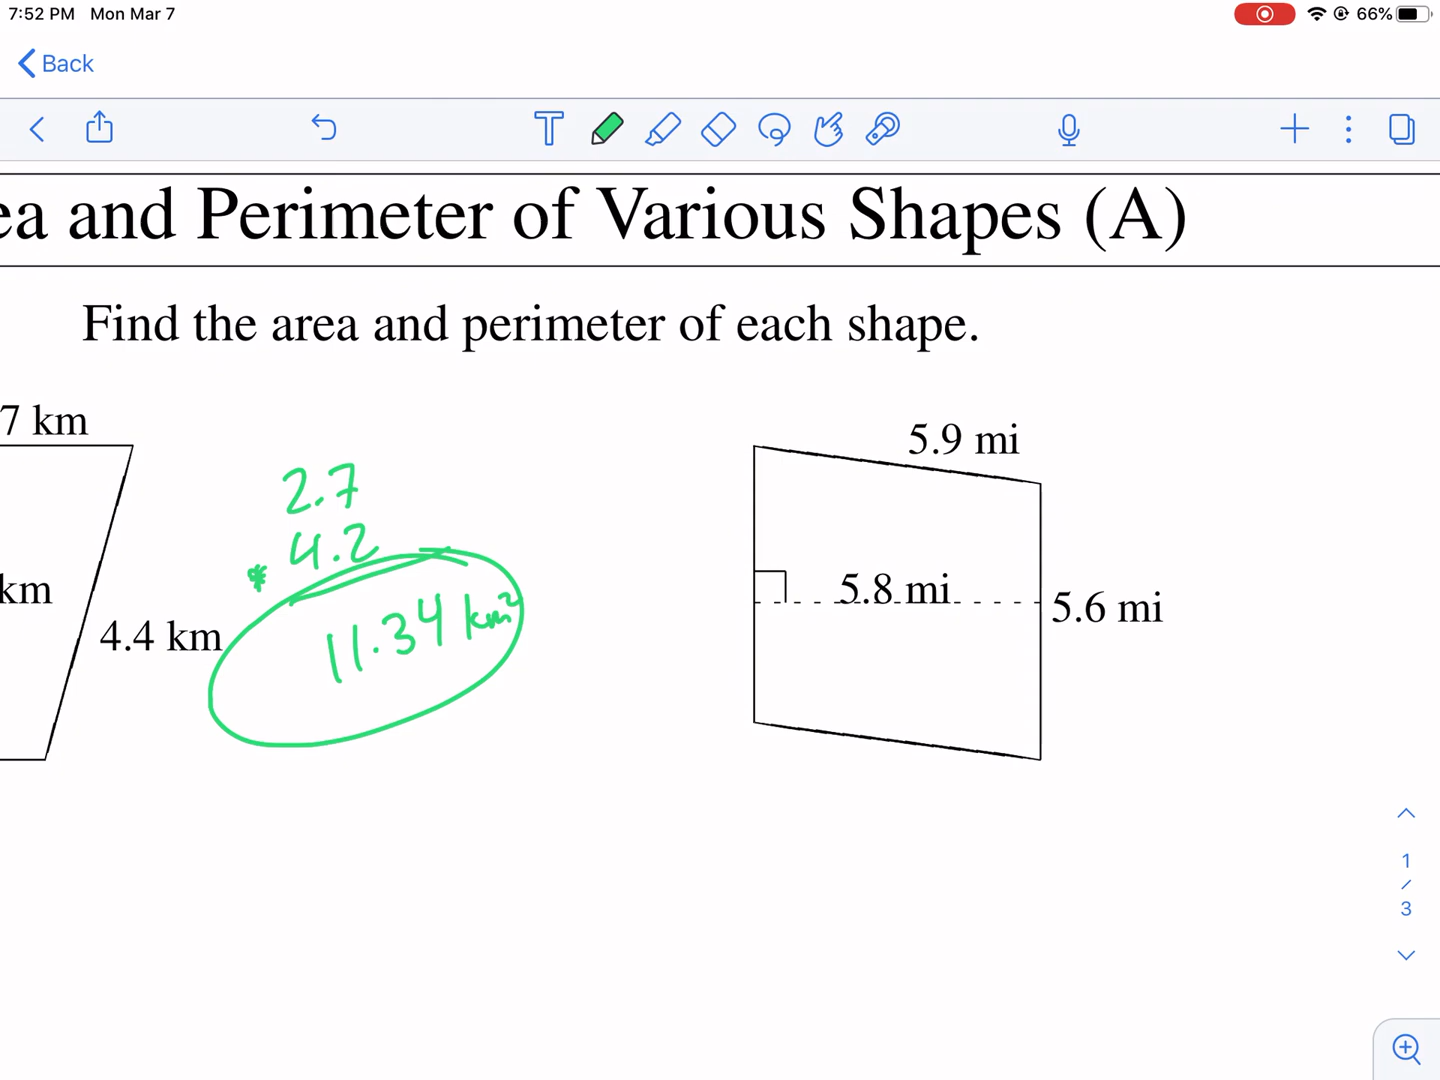 7:52 PM Mon Mar 7
66%
Back
ea and Perimeter of Various Shapes (A)
Find the area and perimeter of each shape.
7 km
km
4.4 km
2.7
* 4.2
11.34 km²
5.9 mi
5.8 mi
5.6 mi
1
/
3